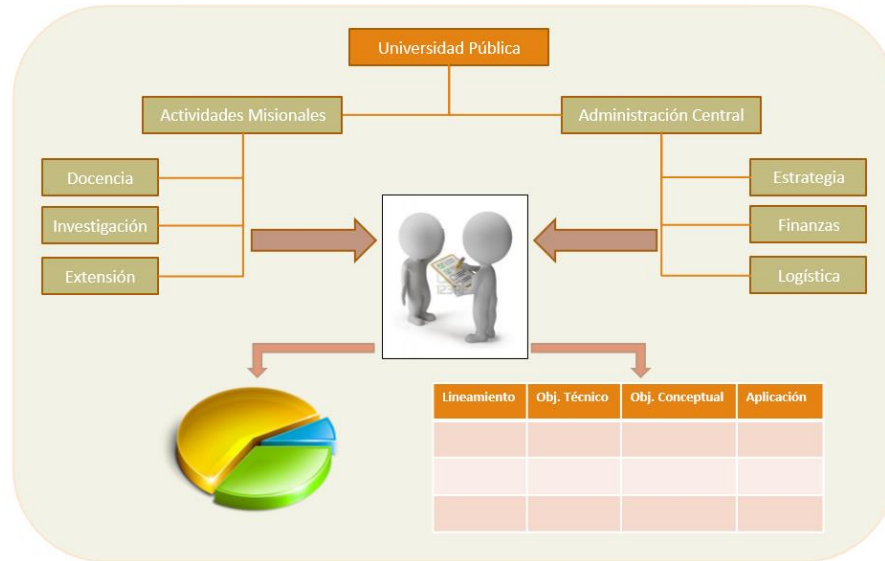 Universidad Pública
Actividades Misionales
Administración Central
Docencia
Investigación
Extensión
Estrategia
Finanzas
Logística
Lineamiento
Obj. Técnico
Obj. Conceptual
Aplicación